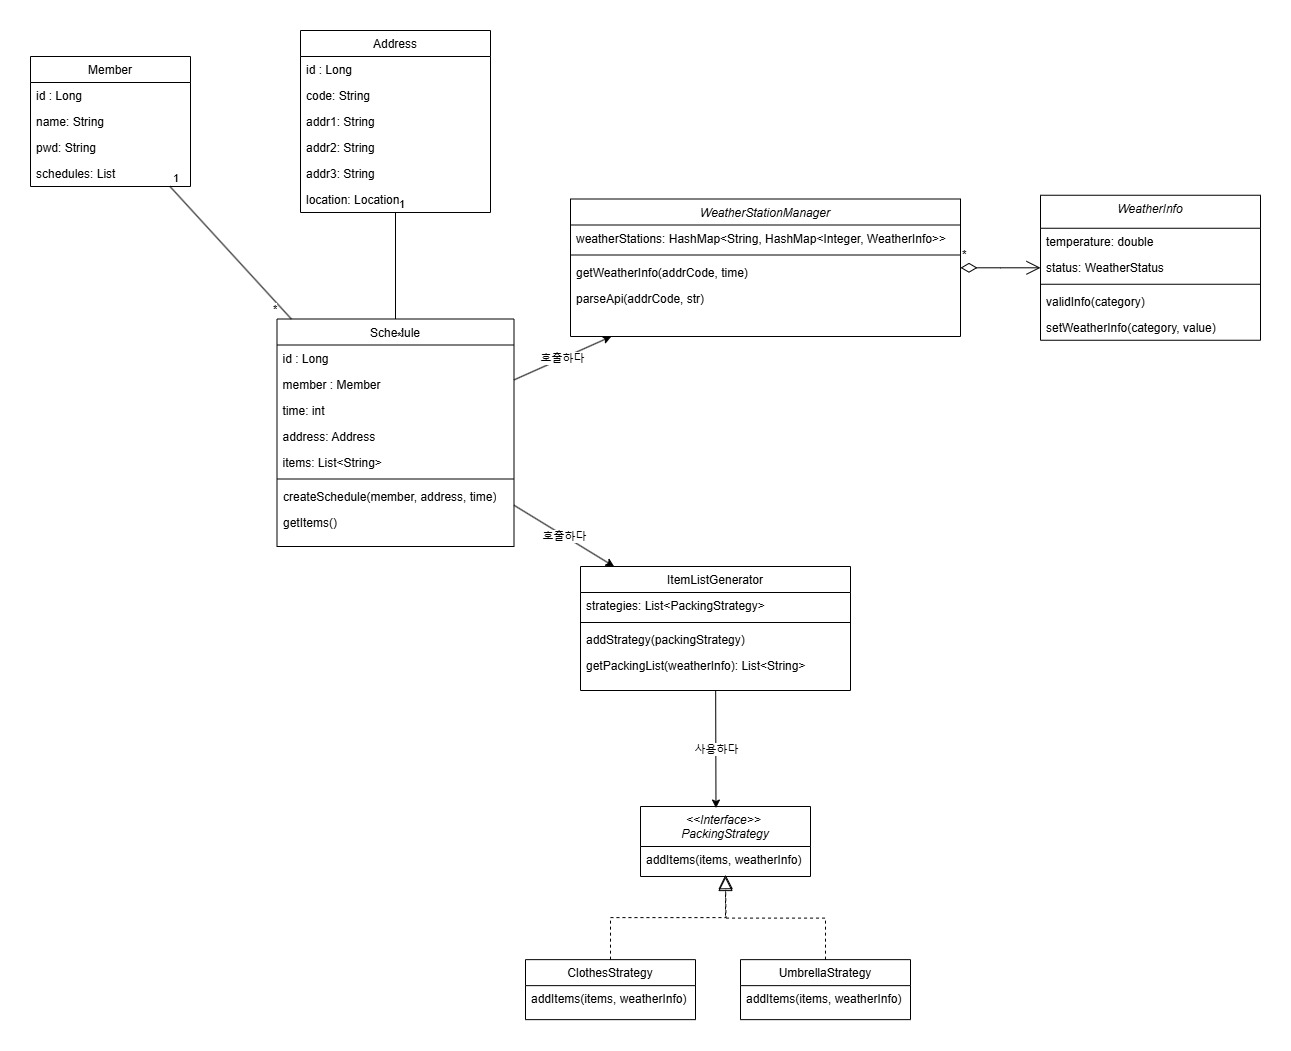 Member
id : Long
name: String
pwd: String
schedules: List
1
Address
id : Long
code: String
addr1: String
addr2: String
addr3: String
location: Location
1
WeatherStationManager
weatherStations: HashMap<String, HashMap<Integer, WeatherInfo>>
getWeatherInfo(addrCode, time)
parseApi(addrCode, str)
*
WeatherInfo
temperature: double
status: WeatherStatus
validInfo(category)
setWeatherInfo(category, value)
*
Schedule
*
id : Long
member : Member
time: int
address: Address
items: List<String>
createSchedule(member, address, time)
getItems()
호출하다
호출하다
ItemListGenerator
strategies: List<PackingStrategy>
addStrategy(packingStrategy)
getPackingList(weatherInfo): List<String>
사용하다
<<Interface>>
PackingStrategy
addItems(items, weatherInfo)
ClothesStrategy
addItems(items, weatherInfo)
UmbrellaStrategy
addItems(items, weatherInfo)